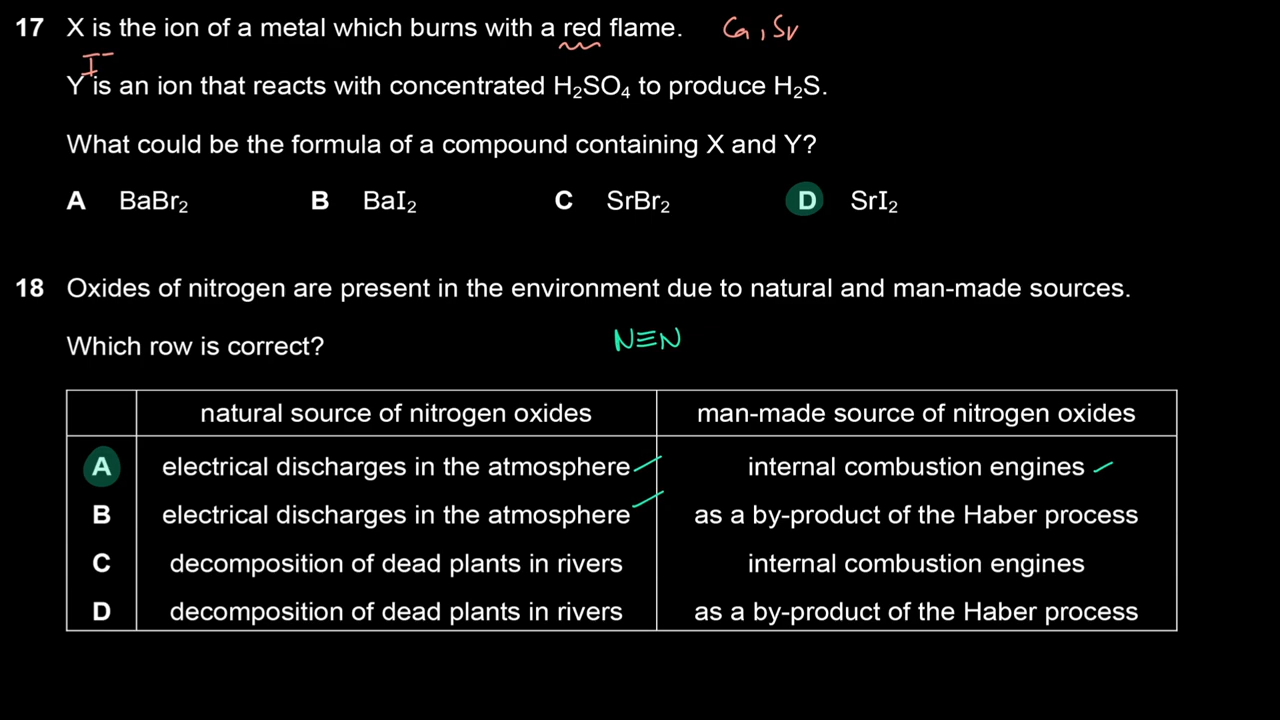 17 X is the ion of a metal which burns with a red flame. Ca, Sr
I⁻
Y is an ion that reacts with concentrated H₂SO₄ to produce H₂S.
What could be the formula of a compound containing X and Y?
A BaBr₂ B BaI₂ C SrBr₂ D SrI₂
18 Oxides of nitrogen are present in the environment due to natural and man-made sources.
N≡N
Which row is correct?
natural source of nitrogen oxides man-made source of nitrogen oxides
A electrical discharges in the atmosphere ✓ internal combustion engines ✓
B electrical discharges in the atmosphere ✓ as a by-product of the Haber process
C decomposition of dead plants in rivers internal combustion engines
D decomposition of dead plants in rivers as a by-product of the Haber process